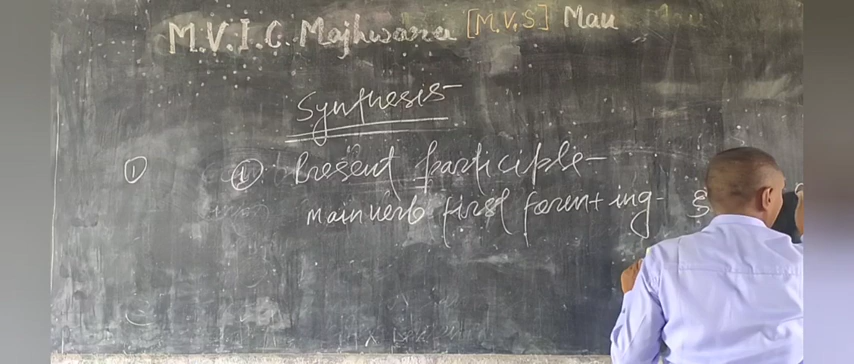 M.V.I.C. Majhwara [M.V.S] Mau
Synthesis-
① ① Present participle-
main verb first form + ing-